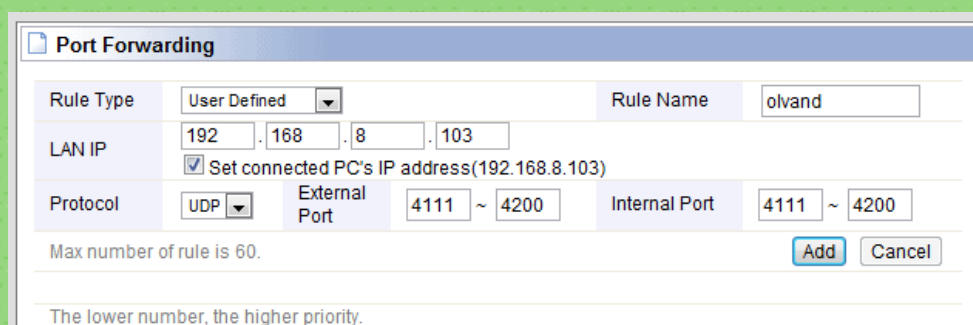 Port Forwarding
Rule Type User Defined Rule Name olvand
LAN IP 192 . 168 . 8 . 103
Set connected PC's IP address(192.168.8.103)
Protocol UDP External Port 4111 ~ 4200 Internal Port 4111 ~ 4200
Max number of rule is 60. Add Cancel
The lower number, the higher priority.